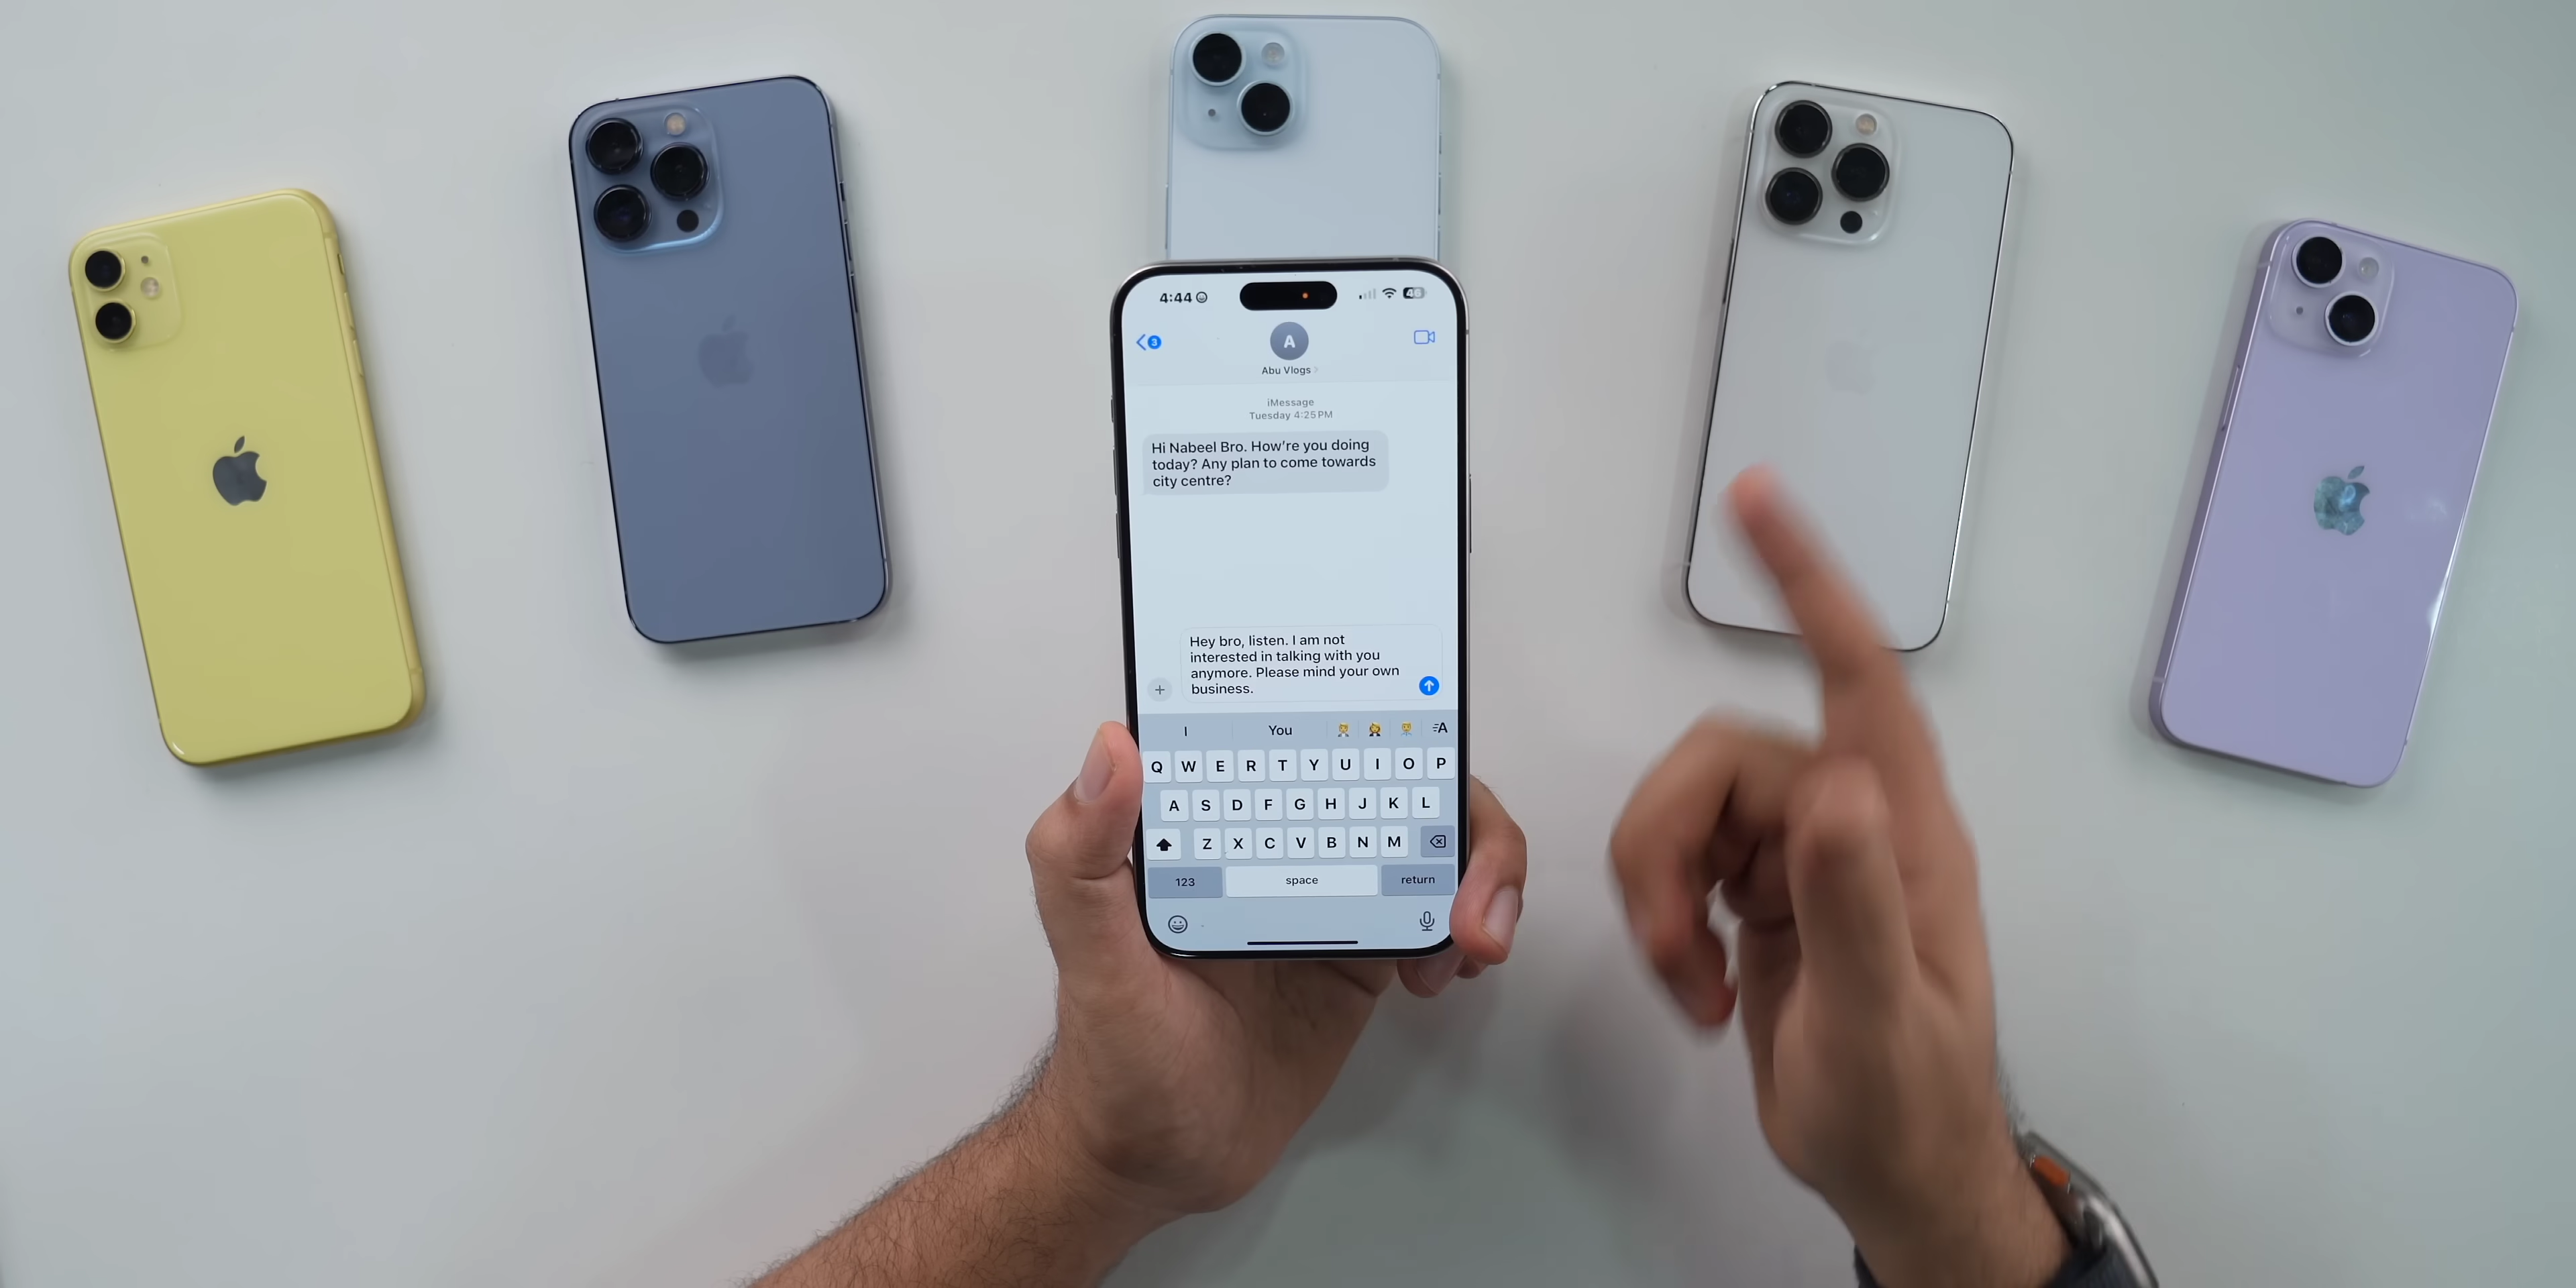 4:44
46
3
A
Abu Vlogs
iMessage
Tuesday 4:25 PM
Hi Nabeel Bro. How're you doing
today? Any plan to come towards
city centre?
Hey bro, listen. I am not
interested in talking with you
anymore. Please mind your own
business.
I You A
Q W E R T Y U I O P
A S D F G H J K L
Z X C V B N M
123 space return